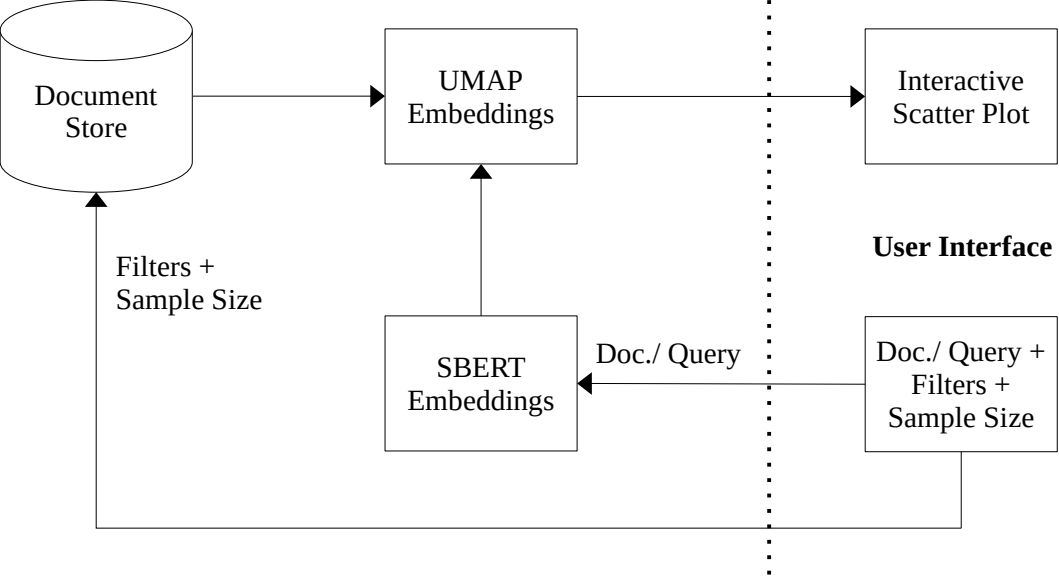 Document
Store
UMAP
Embeddings
Interactive
Scatter Plot
User Interface
Filters +
Sample Size
SBERT
Embeddings
Doc./ Query
Doc./ Query +
Filters +
Sample Size